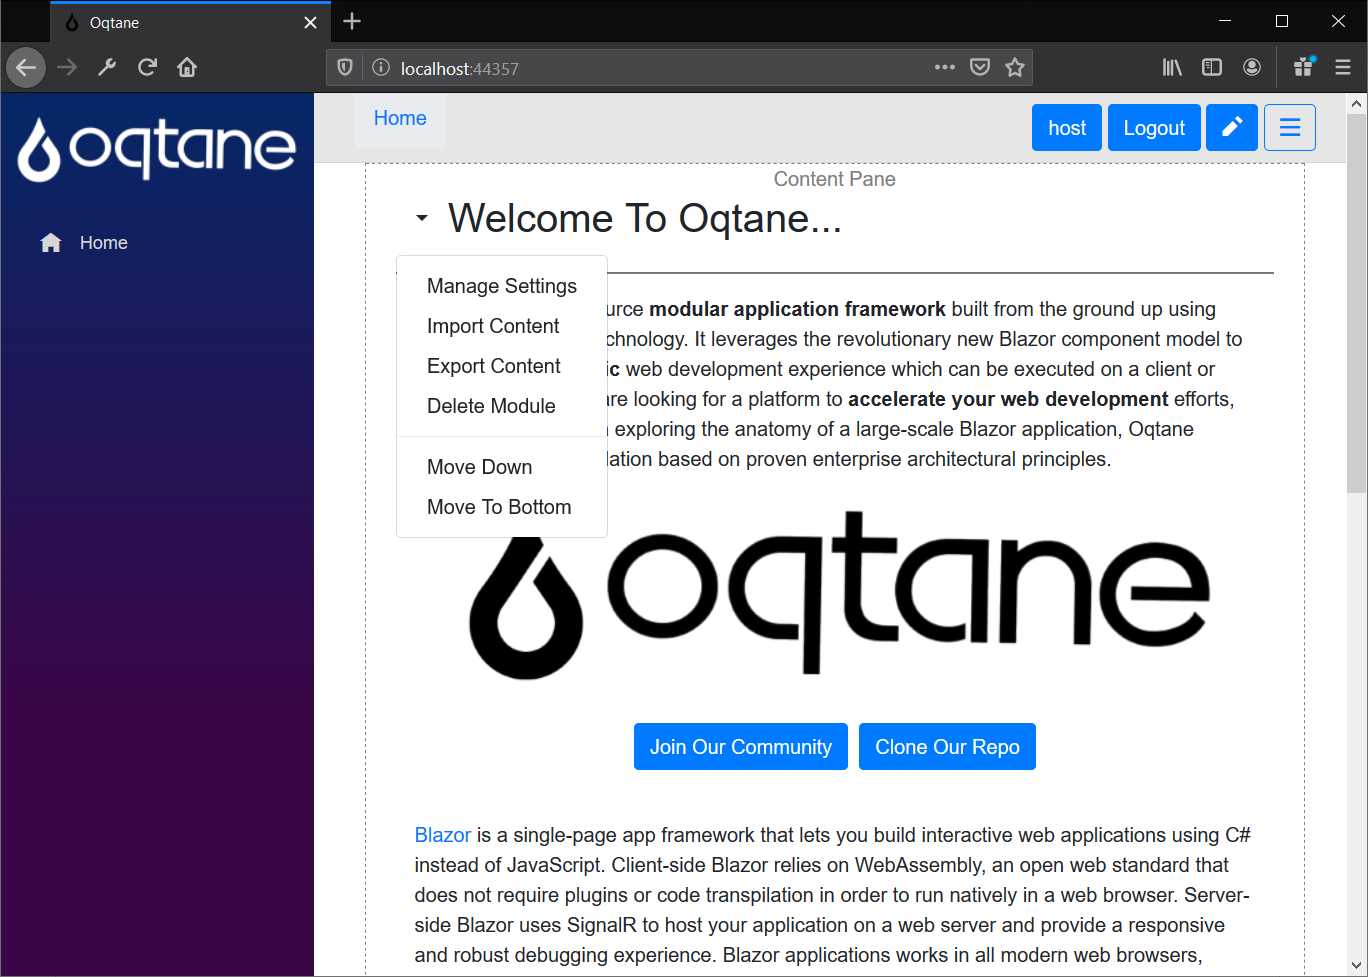 Oqtane
localhost:44357
oqtane
Home
Home
host
Logout
Content Pane
Welcome To Oqtane...
Manage Settings
Import Content
Export Content
Delete Module
Move Down
Move To Bottom
modular application framework built from the ground up using
It leverages the revolutionary new Blazor component model to
web development experience which can be executed on a client or
looking for a platform to accelerate your web development efforts,
exploring the anatomy of a large-scale Blazor application, Oqtane
based on proven enterprise architectural principles.
oqtane
Join Our Community
Clone Our Repo
Blazor is a single-page app framework that lets you build interactive web applications using C#
instead of JavaScript. Client-side Blazor relies on WebAssembly, an open web standard that
does not require plugins or code transpilation in order to run natively in a web browser. Server-
side Blazor uses SignalR to host your application on a web server and provide a responsive
and robust debugging experience. Blazor applications works in all modern web browsers,